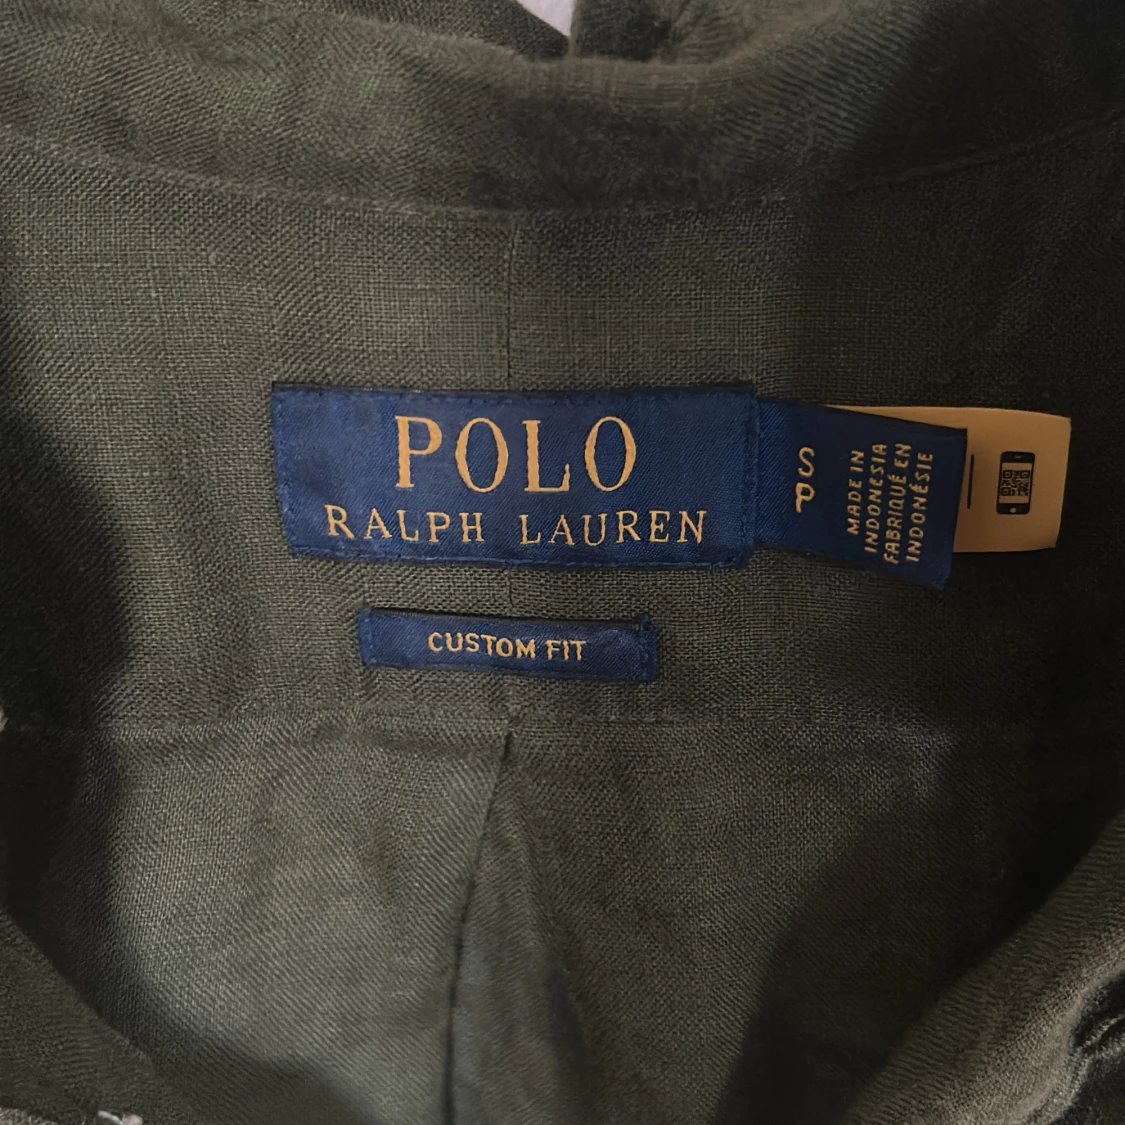 POLO
RALPH LAUREN
S
P
MADE IN
INDONESIA
FABRIQUÉ EN
INDONÉSIE
CUSTOM FIT